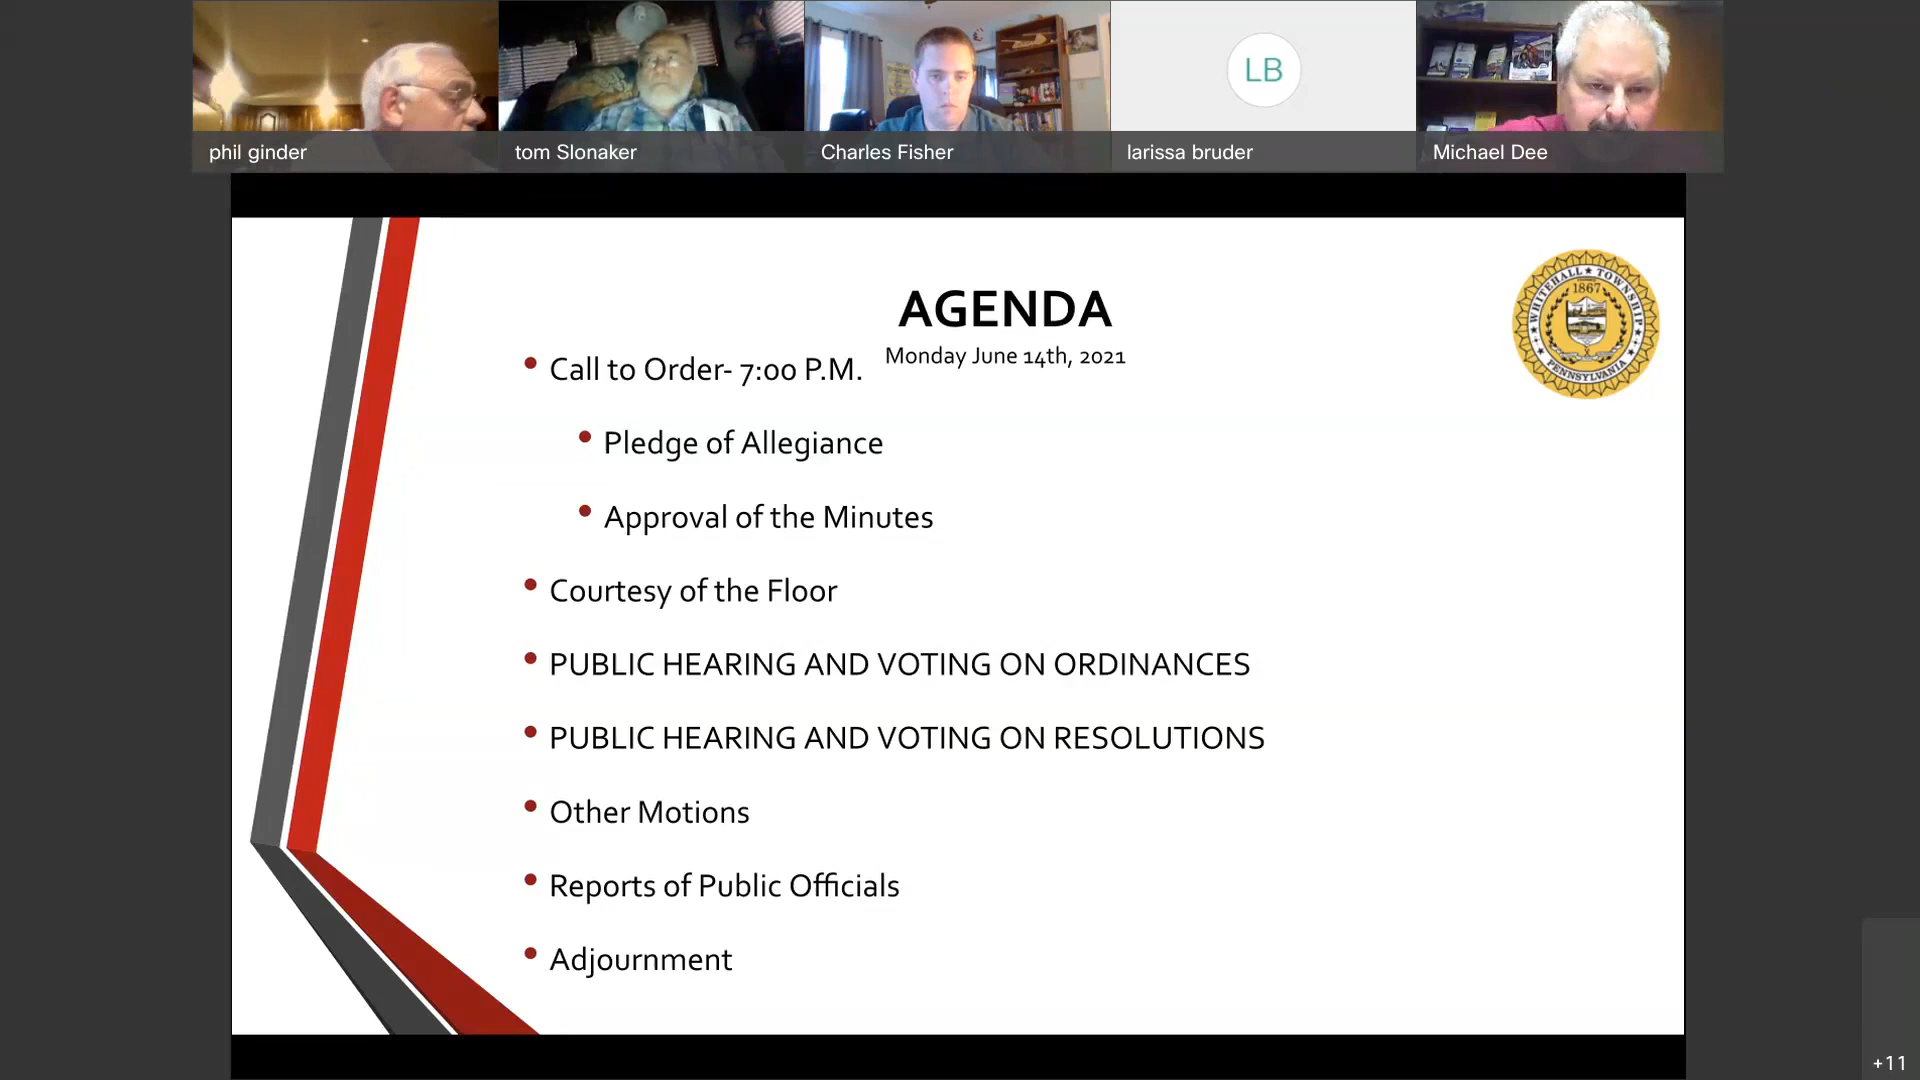 phil ginder
tom Slonaker
Charles Fisher
LB
larissa bruder
Michael Dee
AGENDA
Monday June 14th, 2021
WHITEHALL ★ TOWNSHIP
1867
PENNSYLVANIA
• Call to Order- 7:00 P.M.
• Pledge of Allegiance
• Approval of the Minutes
• Courtesy of the Floor
• PUBLIC HEARING AND VOTING ON ORDINANCES
• PUBLIC HEARING AND VOTING ON RESOLUTIONS
• Other Motions
• Reports of Public Officials
• Adjournment
+11